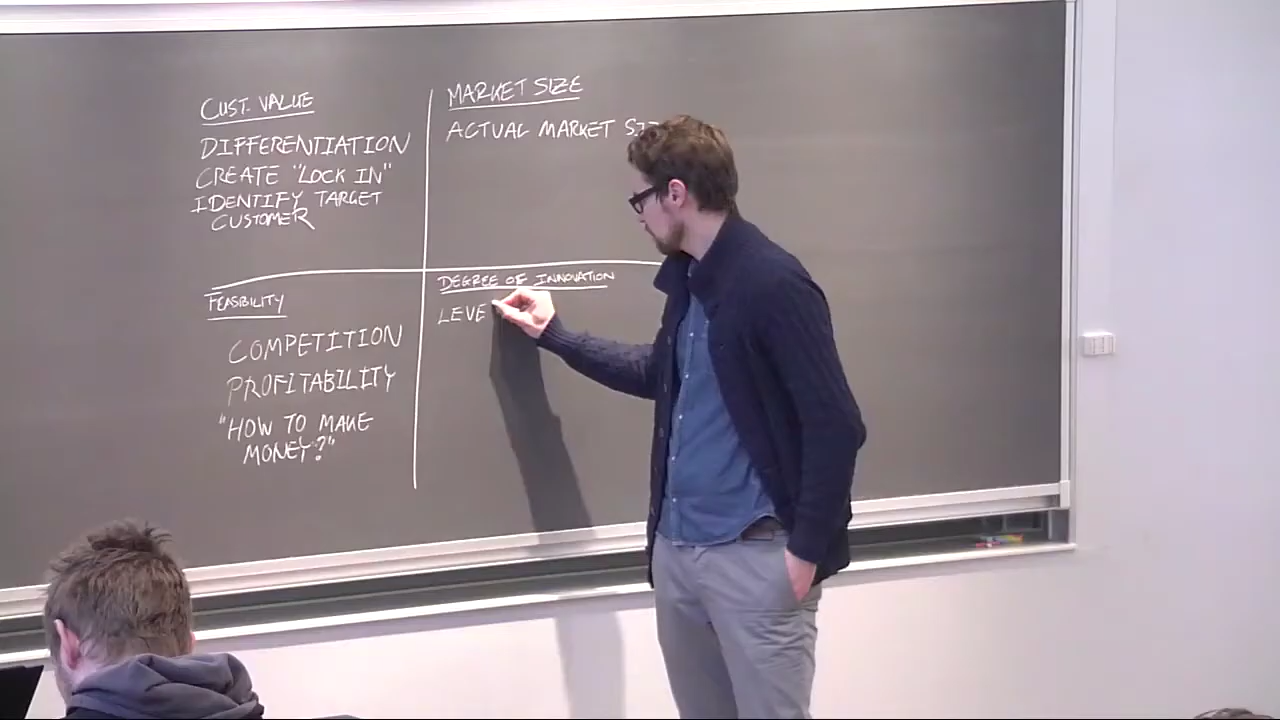 CUST. VALUE
DIFFERENTIATION
CREATE "LOCK IN"
IDENTIFY TARGET
CUSTOMER
MARKET SIZE
ACTUAL MARKET
FEASIBILITY
COMPETITION
PROFITABILITY
"HOW TO MAKE
MONEY?"
DEGREE OF INNOVATION
LEVE